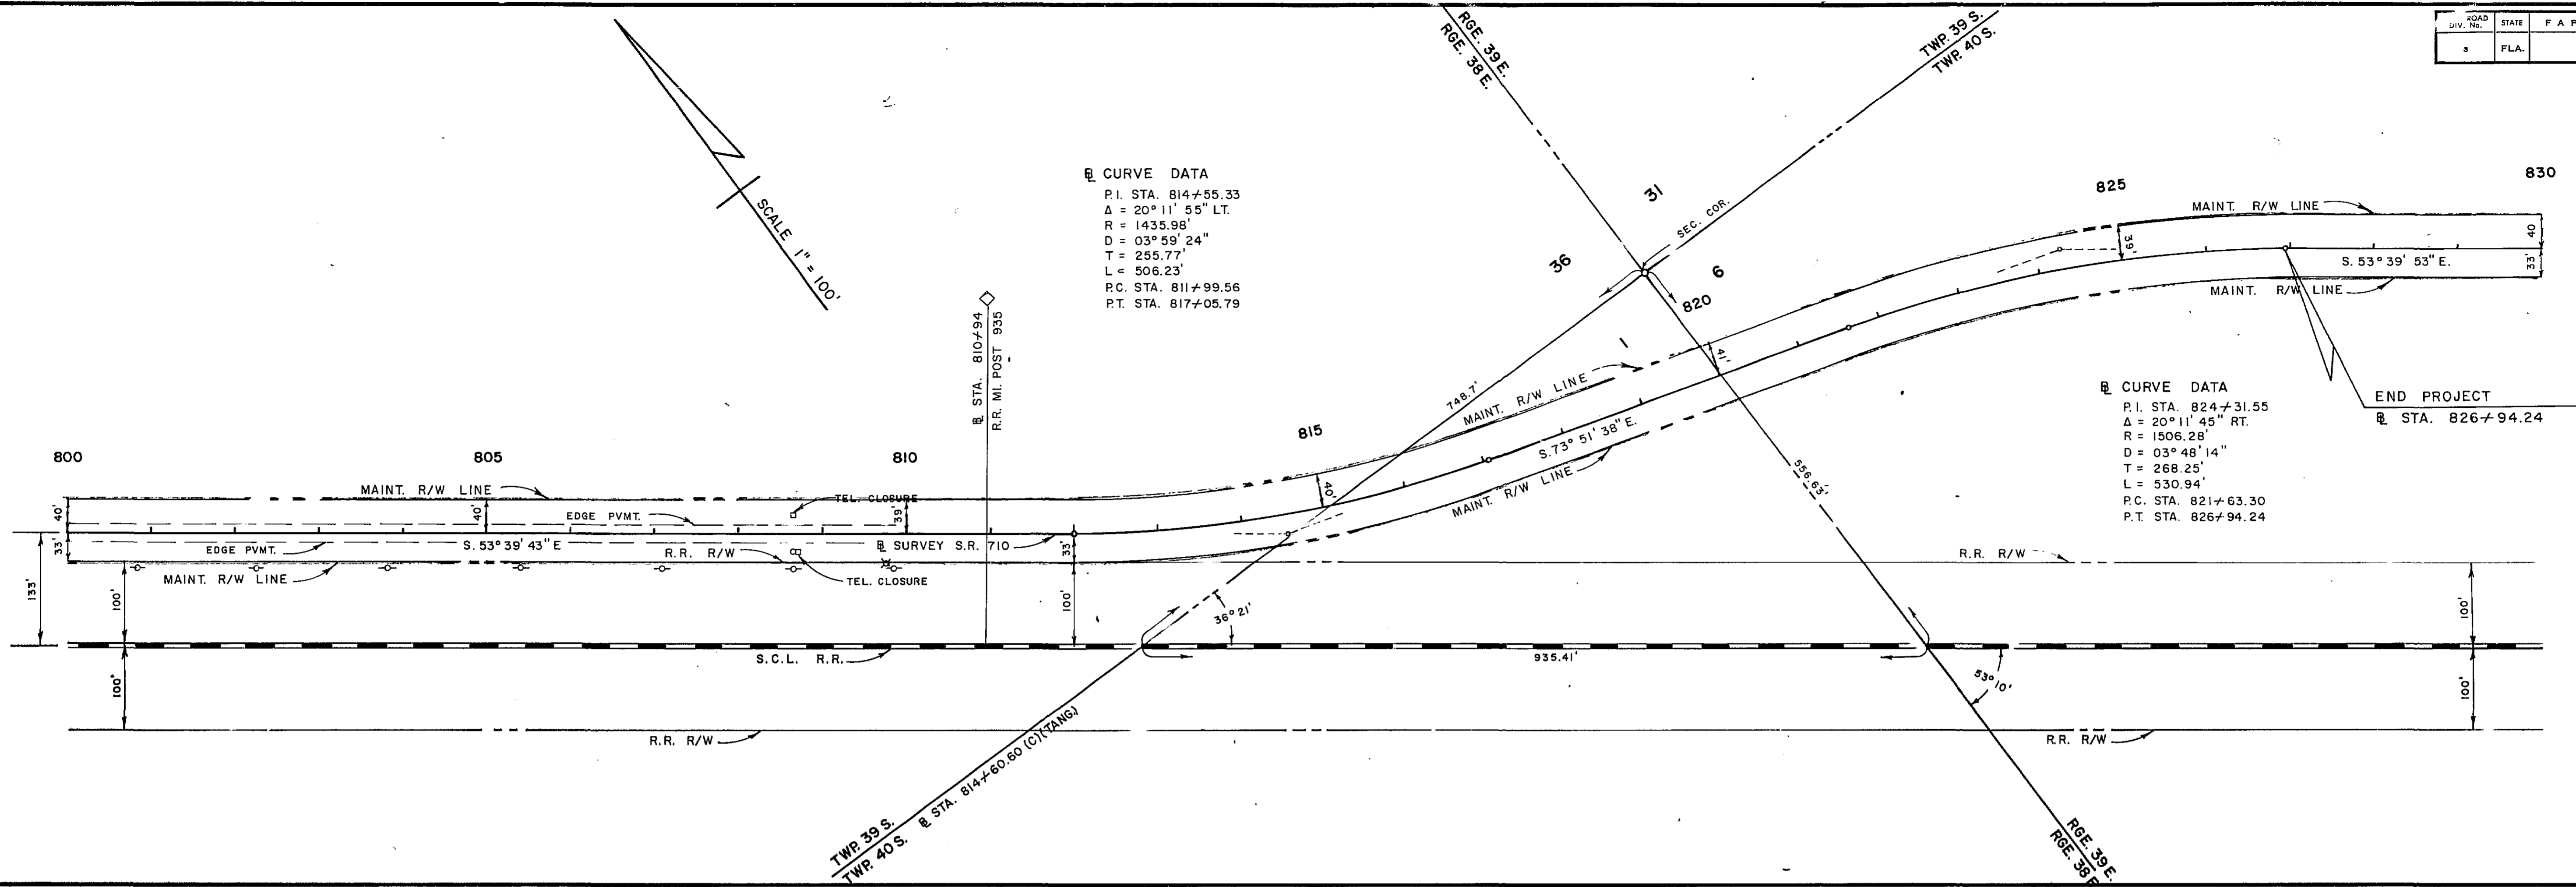 ROAD DIV. No.
STATE
F A P
3
FLA.
RGE. 39 E.
RGE. 38 E.
TWP. 39 S.
TWP. 40 S.
SCALE 1" = 100'
℄ CURVE DATA
P.I. STA. 814+55.33
Δ = 20° 11' 55" LT.
R = 1435.98'
D = 03° 59' 24"
T = 255.77'
L = 506.23'
P.C. STA. 811+99.56
P.T. STA. 817+05.79
31
SEC. COR.
36
6
820
1
825
830
MAINT. R/W LINE
39'
40
33'
S. 53° 39' 53" E.
MAINT. R/W LINE
END PROJECT
℄ STA. 826+94.24
℄ CURVE DATA
P.I. STA. 824+31.55
Δ = 20° 11' 45" RT.
R = 1506.28'
D = 03° 48' 14"
T = 268.25'
L = 530.94'
P.C. STA. 821+63.30
P.T. STA. 826+94.24
℄ STA. 810+94
R.R. MI. POST 935
748.7'
MAINT. R/W LINE
41'
S. 73° 51' 38" E.
MAINT. R/W LINE
556.63'
800
805
810
815
MAINT. R/W LINE
TEL. CLOSURE
40'
40'
39'
40'
EDGE PVMT.
EDGE PVMT.
S. 53° 39' 43" E
R.R. R/W
℄ SURVEY S.R. 710
33'
33'
MAINT. R/W LINE
TEL. CLOSURE
R.R. R/W
133'
100'
100'
100'
36° 21'
S.C.L. R.R.
935.41'
53° 10'
100'
100'
R.R. R/W
R.R. R/W
℄ STA. 814+60.60 (C)(TANG.)
TWP. 39 S.
TWP. 40 S.
RGE. 39 E.
RGE. 38 E.